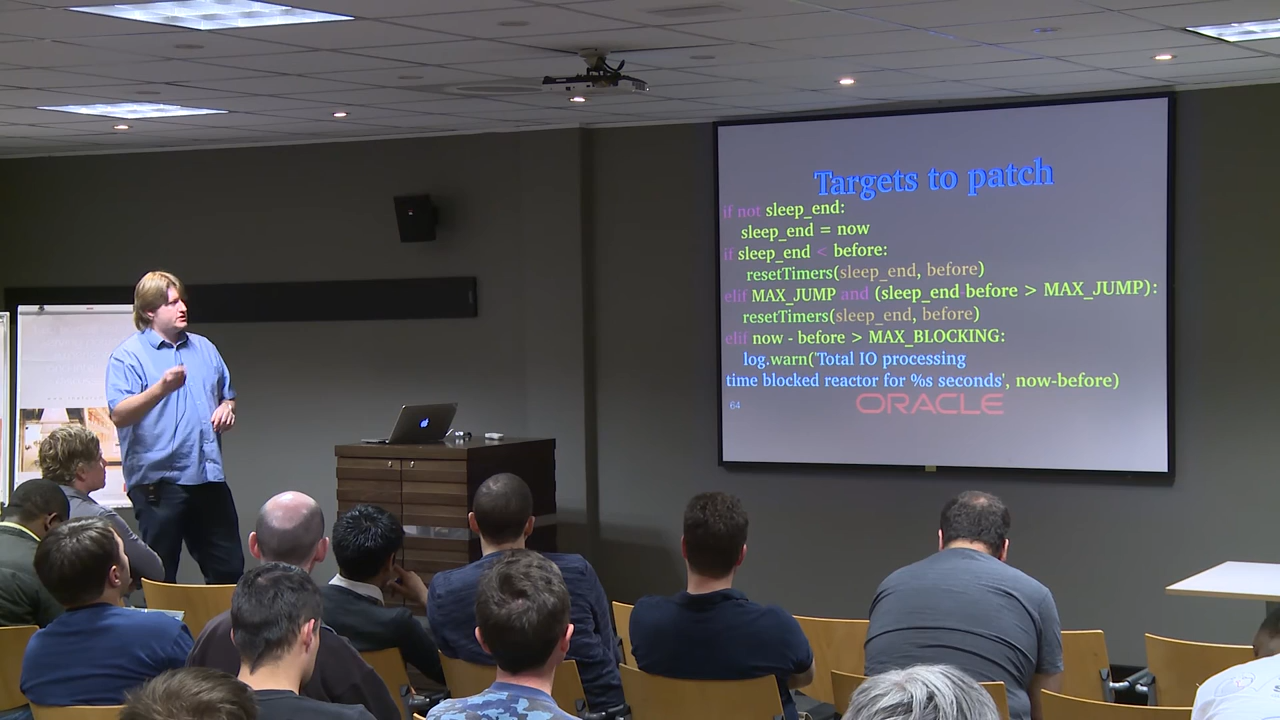 Targets to patch
if not sleep_end:
sleep_end = now
if sleep_end < before:
resetTimers(sleep_end, before)
elif MAX_JUMP and (sleep_end-before > MAX_JUMP):
resetTimers(sleep_end, before)
elif now - before > MAX_BLOCKING:
log.warn('Total IO processing
time blocked reactor for %s seconds', now-before)
64
ORACLE